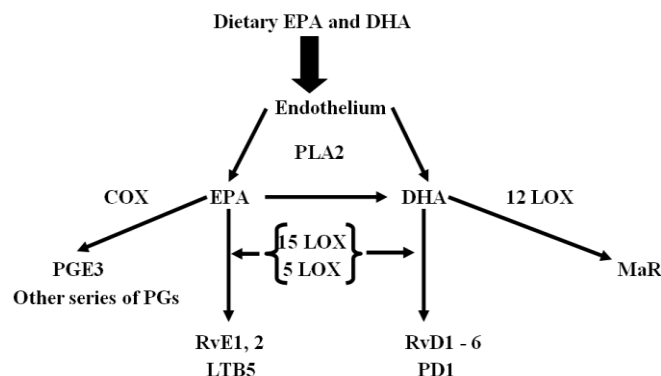 Dietary EPA and DHA
Endothelium
PLA2
COX
EPA
DHA
12 LOX
15 LOX
5 LOX
PGE3
Other series of PGs
MaR
RvE1, 2
LTB5
RvD1 - 6
PD1